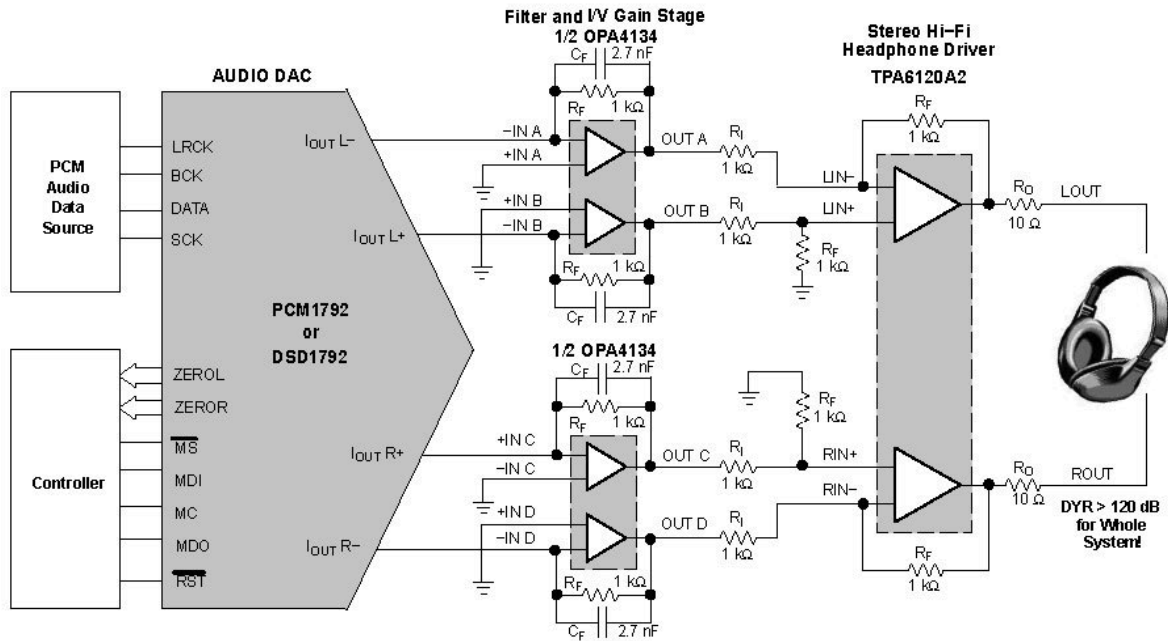 Filter and I/V Gain Stage
1/2 OPA4134
CF 2.7 nF
RF 1 kΩ
Stereo Hi–Fi
Headphone Driver
TPA6120A2
RF
1 kΩ
AUDIO DAC
PCM
Audio
Data
Source
LRCK
BCK
DATA
SCK
IOUT L–
IOUT L+
–IN A
+IN A
+IN B
–IN B
OUT A
OUT B
RI
1 kΩ
RI
1 kΩ
LIN–
LIN+
RF
1 kΩ
RO
10 Ω
LOUT
RF 1 kΩ
CF 2.7 nF
PCM1792
or
DSD1792
Controller
ZEROL
ZEROR
MS
MDI
MC
MDO
RST
IOUT R+
IOUT R–
1/2 OPA4134
CF 2.7 nF
RF 1 kΩ
+IN C
–IN C
+IN D
–IN D
OUT C
OUT D
RI
1 kΩ
RI
1 kΩ
RF
1 kΩ
RIN+
RIN–
RO
10 Ω
ROUT
RF
1 kΩ
DYR > 120 dB
for Whole
System!
RF 1 kΩ
CF 2.7 nF